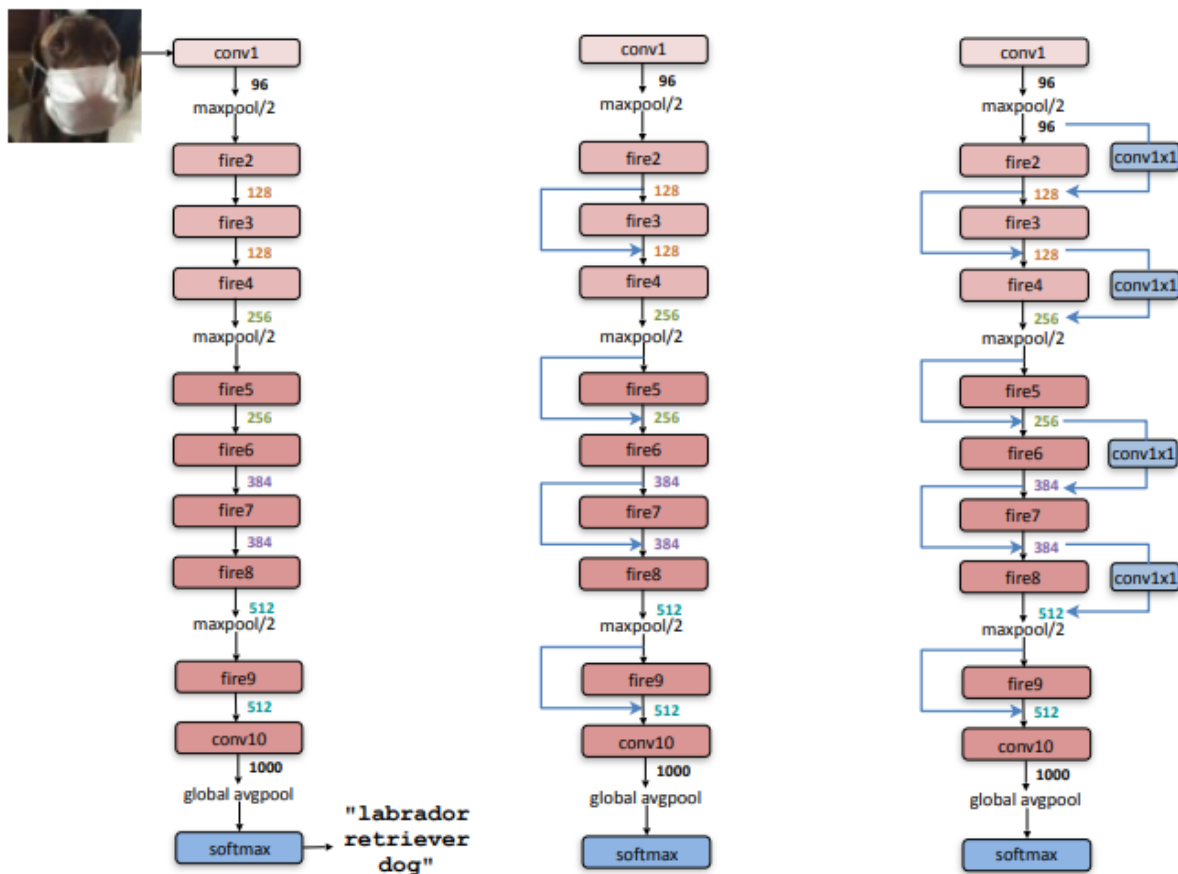 conv1
96
maxpool/2
fire2
128
fire3
128
fire4
256
maxpool/2
fire5
256
fire6
384
fire7
384
fire8
512
maxpool/2
fire9
512
conv10
1000
global avgpool
softmax
"labrador
retriever
dog"
conv1
96
maxpool/2
fire2
128
fire3
128
fire4
256
maxpool/2
fire5
256
fire6
384
fire7
384
fire8
512
maxpool/2
fire9
512
conv10
1000
global avgpool
softmax
conv1
96
maxpool/2
96
fire2
conv1x1
128
fire3
128
fire4
conv1x1
256
maxpool/2
fire5
256
fire6
conv1x1
384
fire7
384
fire8
conv1x1
512
maxpool/2
fire9
512
conv10
1000
global avgpool
softmax